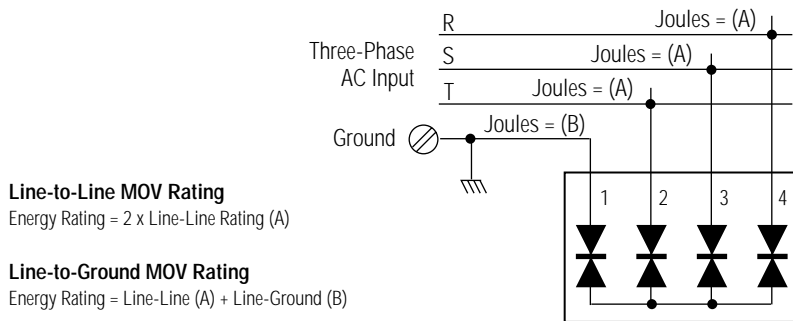 R Joules = (A)
Three-Phase
AC Input
S Joules = (A)
T Joules = (A)
Ground Joules = (B)
1 2 3 4
Line-to-Line MOV Rating
Energy Rating = 2 x Line-Line Rating (A)
Line-to-Ground MOV Rating
Energy Rating = Line-Line (A) + Line-Ground (B)